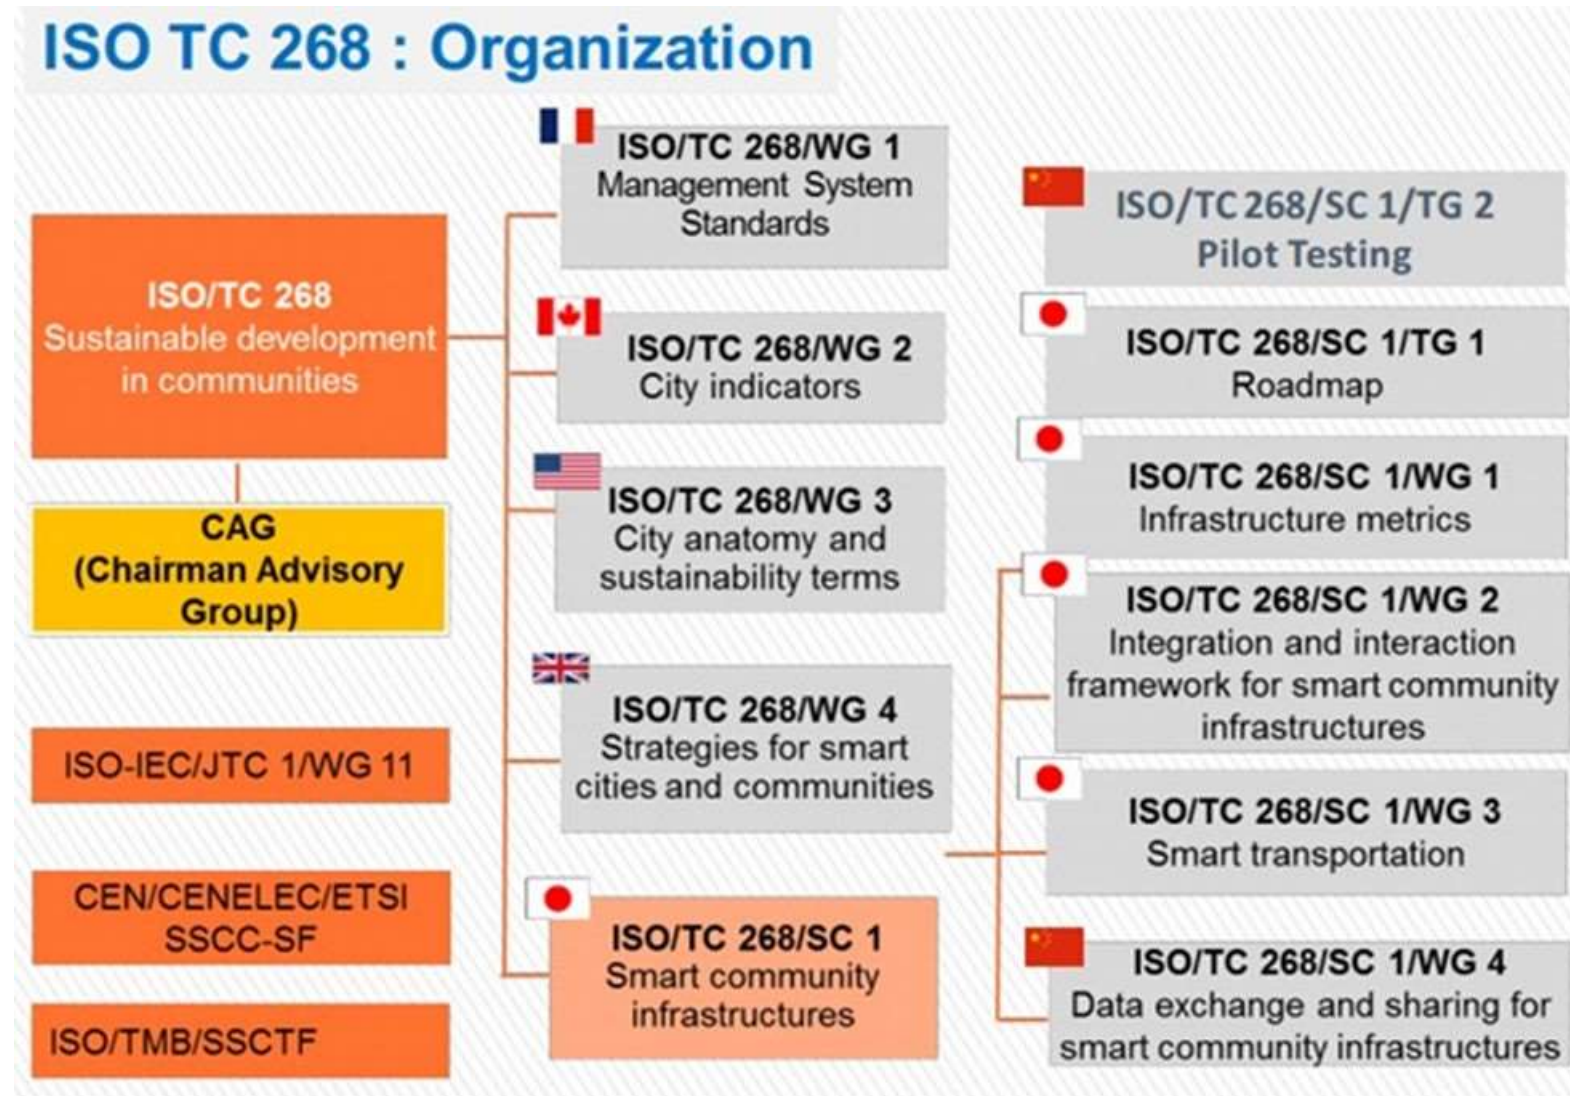 ISO TC 268 : Organization
ISO/TC 268
Sustainable development
in communities
CAG
(Chairman Advisory
Group)
ISO-IEC/JTC 1/WG 11
CEN/CENELEC/ETSI
SSCC-SF
ISO/TMB/SSCTF
ISO/TC 268/WG 1
Management System
Standards
ISO/TC 268/WG 2
City indicators
ISO/TC 268/WG 3
City anatomy and
sustainability terms
ISO/TC 268/WG 4
Strategies for smart
cities and communities
ISO/TC 268/SC 1
Smart community
infrastructures
ISO/TC 268/SC 1/TG 2
Pilot Testing
ISO/TC 268/SC 1/TG 1
Roadmap
ISO/TC 268/SC 1/WG 1
Infrastructure metrics
ISO/TC 268/SC 1/WG 2
Integration and interaction
framework for smart community
infrastructures
ISO/TC 268/SC 1/WG 3
Smart transportation
ISO/TC 268/SC 1/WG 4
Data exchange and sharing for
smart community infrastructures